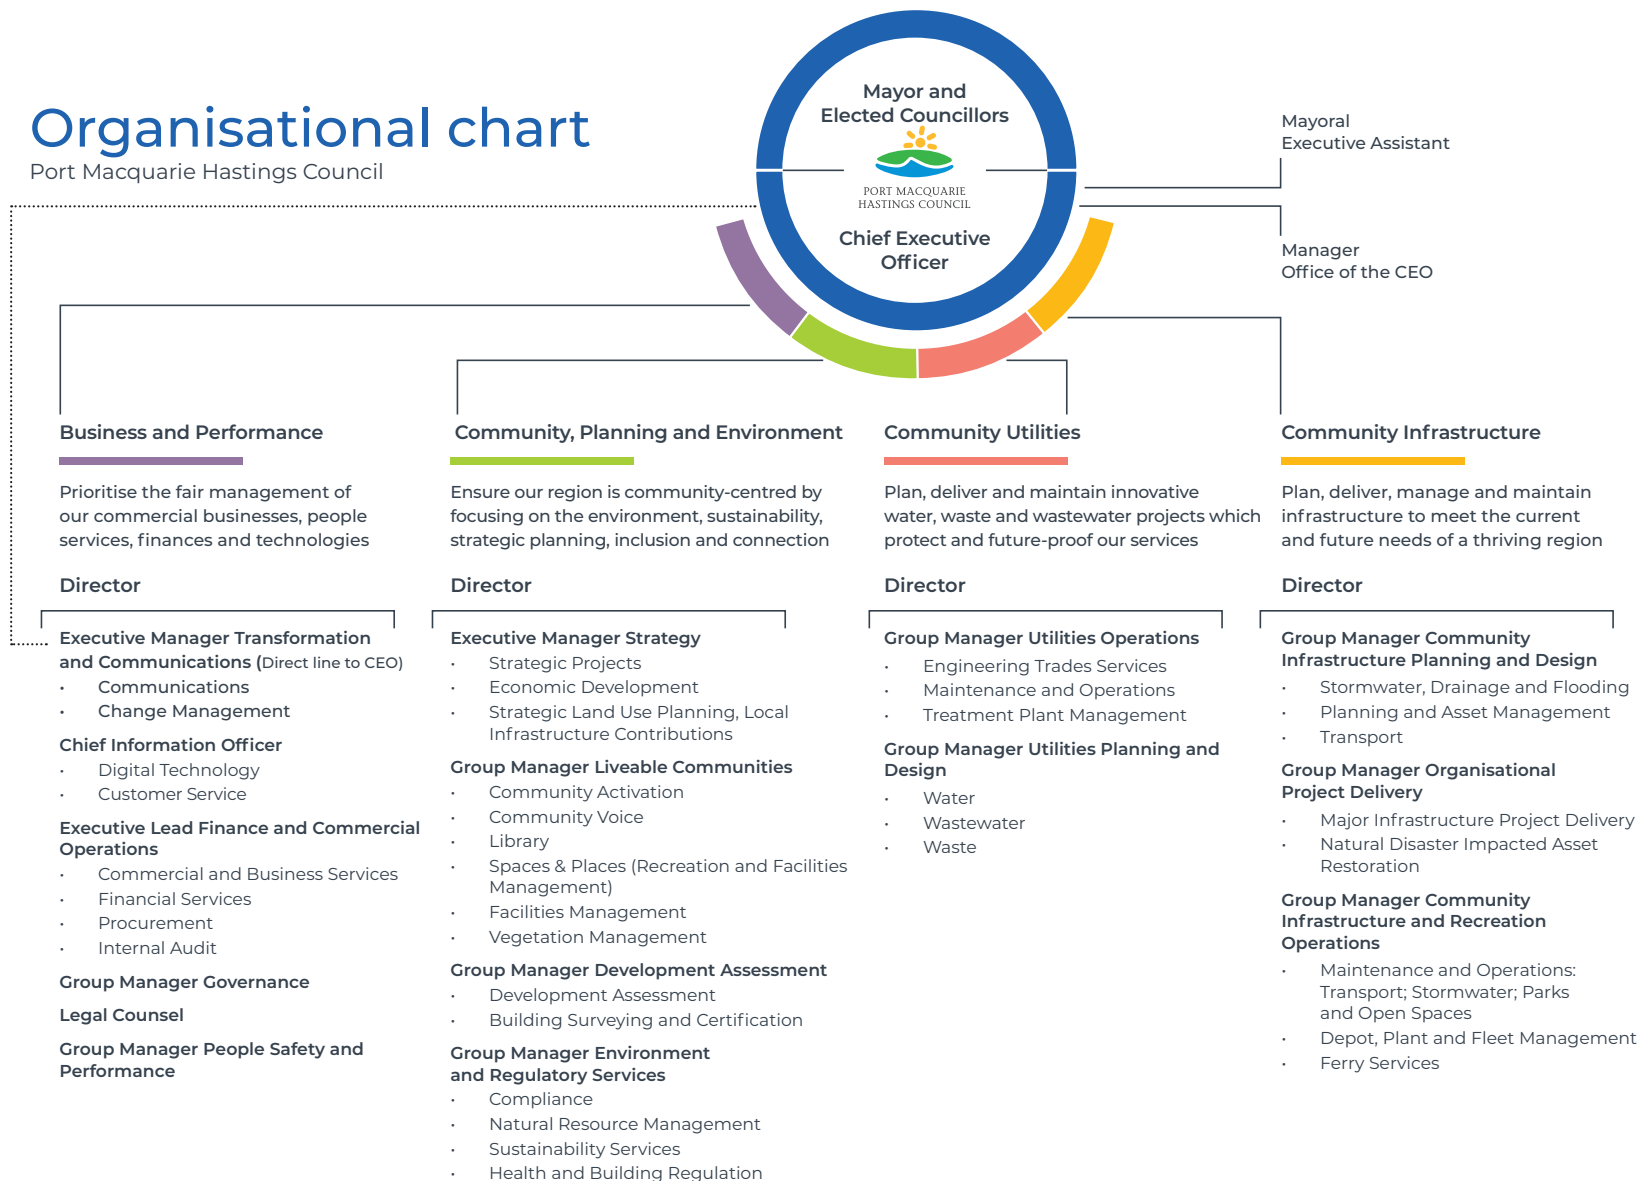 Organisational chart
Port Macquarie Hastings Council
Mayor and
Elected Councillors
PORT MACQUARIE
HASTINGS COUNCIL
Chief Executive
Officer
Mayoral
Executive Assistant
Manager
Office of the CEO
Business and Performance
Prioritise the fair management of
our commercial businesses, people
services, finances and technologies
Director
Executive Manager Transformation
and Communications (Direct line to CEO)
• Communications
• Change Management
Chief Information Officer
• Digital Technology
• Customer Service
Executive Lead Finance and Commercial
Operations
• Commercial and Business Services
• Financial Services
• Procurement
• Internal Audit
Group Manager Governance
Legal Counsel
Group Manager People Safety and
Performance
Community, Planning and Environment
Ensure our region is community-centred by
focusing on the environment, sustainability,
strategic planning, inclusion and connection
Director
Executive Manager Strategy
• Strategic Projects
• Economic Development
• Strategic Land Use Planning, Local
Infrastructure Contributions
Group Manager Liveable Communities
• Community Activation
• Community Voice
• Library
• Spaces & Places (Recreation and Facilities
Management)
• Facilities Management
• Vegetation Management
Group Manager Development Assessment
• Development Assessment
• Building Surveying and Certification
Group Manager Environment
and Regulatory Services
• Compliance
• Natural Resource Management
• Sustainability Services
• Health and Building Regulation
Community Utilities
Plan, deliver and maintain innovative
water, waste and wastewater projects which
protect and future-proof our services
Director
Group Manager Utilities Operations
• Engineering Trades Services
• Maintenance and Operations
• Treatment Plant Management
Group Manager Utilities Planning and
Design
• Water
• Wastewater
• Waste
Community Infrastructure
Plan, deliver, manage and maintain
infrastructure to meet the current
and future needs of a thriving region
Director
Group Manager Community
Infrastructure Planning and Design
• Stormwater, Drainage and Flooding
• Planning and Asset Management
• Transport
Group Manager Organisational
Project Delivery
• Major Infrastructure Project Delivery
• Natural Disaster Impacted Asset
Restoration
Group Manager Community
Infrastructure and Recreation
Operations
• Maintenance and Operations:
Transport; Stormwater; Parks
and Open Spaces
• Depot, Plant and Fleet Management
• Ferry Services